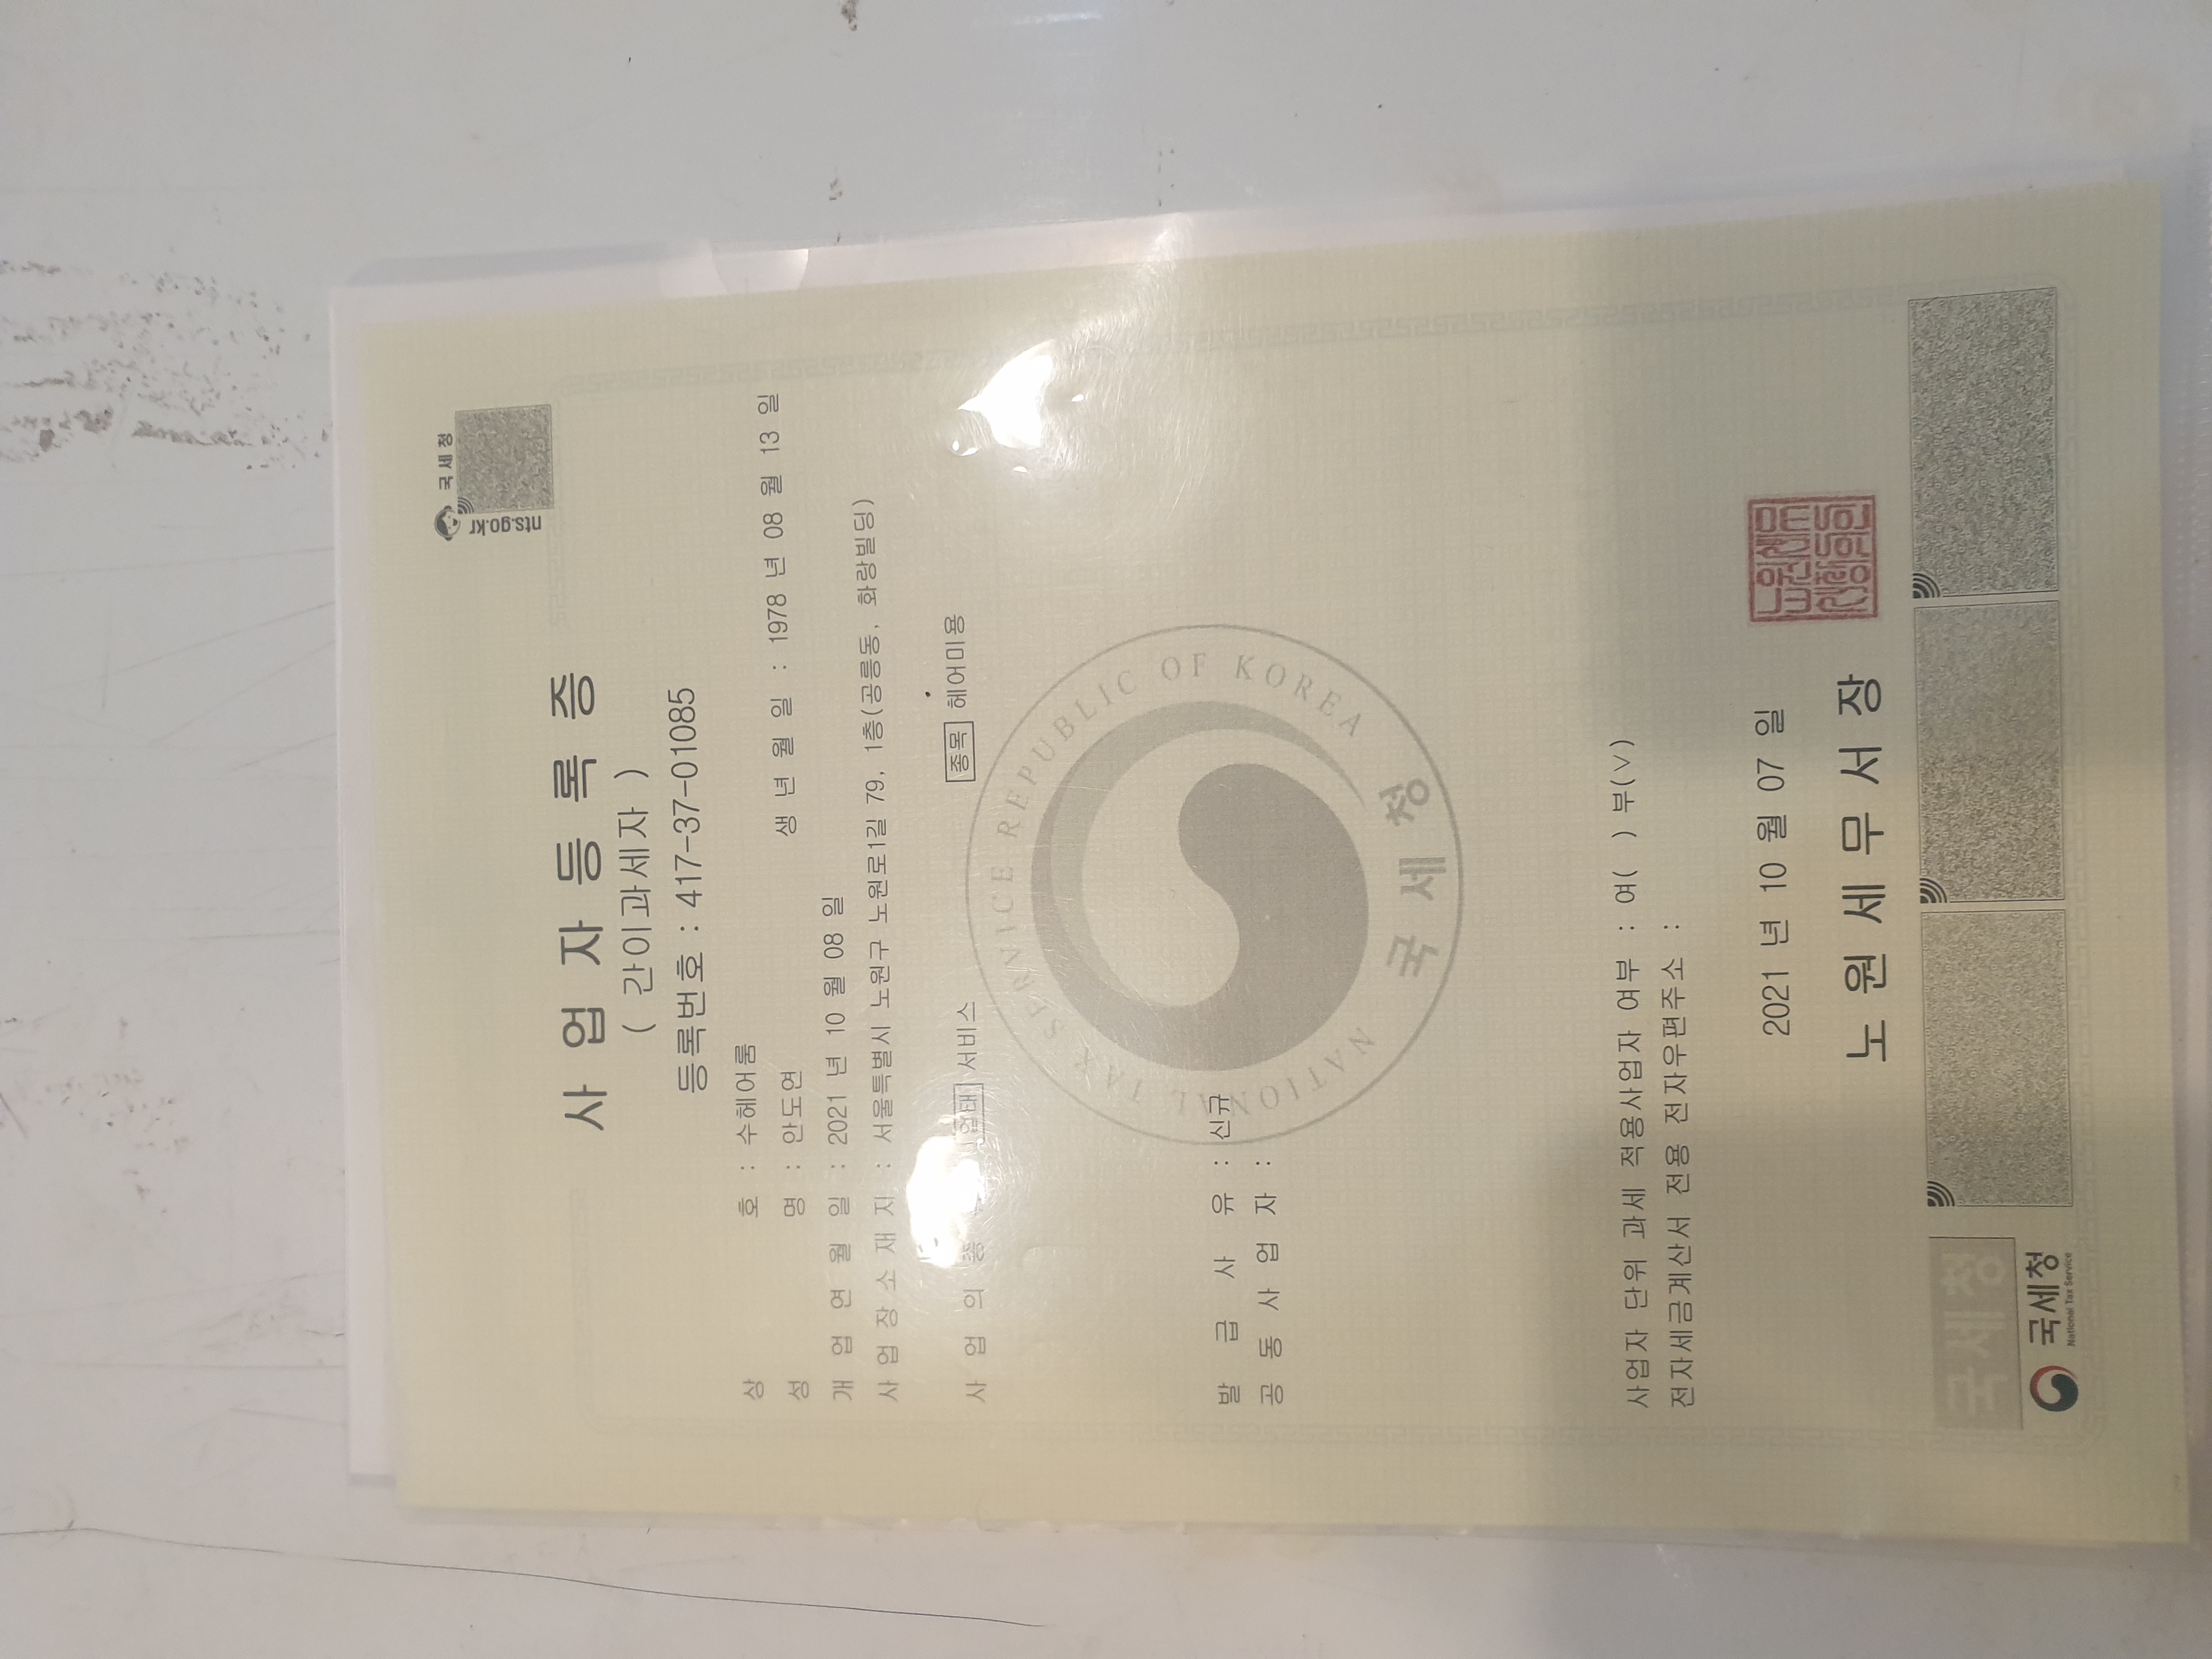 국세청
nts.go.kr
사 업 자 등 록 증
( 간이과세자 )
등록번호 : 417-37-01085
상 호 : 수헤어룸
성 명 : 안도연 생 년 월 일 : 1978 년 08 월 13 일
개 업 연 월 일 : 2021 년 10 월 08 일
사 업 장 소 재 지 : 서울특별시 노원구 노원로1길 79, 1층(공릉동, 화랑빌딩)
사 업 의 종 업태 서비스 종목 헤어미용
NATIONAL TAX SERVICE REPUBLIC OF KOREA
국 세 청
발 급 사 유 : 신규
공 동 사 업 자 :
사업자 단위 과세 적용사업자 여부 : 여( ) 부(∨)
전자세금계산서 전용 전자우편주소 :
2021 년 10 월 07 일
노 원 세 무 서 장
국세청
국세청
National Tax Service